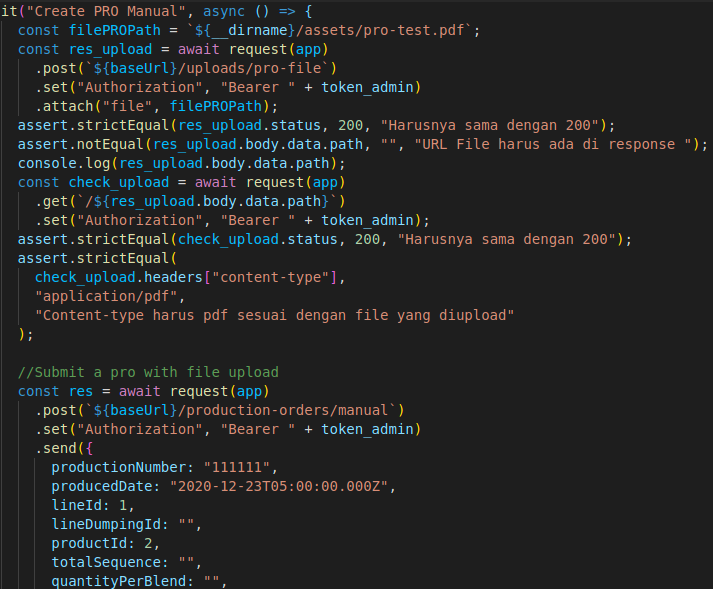 it("Create PRO Manual", async () => {
const filePROPath = `${__dirname}/assets/pro-test.pdf`;
const res_upload = await request(app)
.post(`${baseUrl}/uploads/pro-file`)
.set("Authorization", "Bearer " + token_admin)
.attach("file", filePROPath);
assert.strictEqual(res_upload.status, 200, "Harusnya sama dengan 200");
assert.notEqual(res_upload.body.data.path, "", "URL File harus ada di response ");
console.log(res_upload.body.data.path);
const check_upload = await request(app)
.get(`/${res_upload.body.data.path}`)
.set("Authorization", "Bearer " + token_admin);
assert.strictEqual(check_upload.status, 200, "Harusnya sama dengan 200");
assert.strictEqual(
check_upload.headers["content-type"],
"application/pdf",
"Content-type harus pdf sesuai dengan file yang diupload"
);
//Submit a pro with file upload
const res = await request(app)
.post(`${baseUrl}/production-orders/manual`)
.set("Authorization", "Bearer " + token_admin)
.send({
productionNumber: "111111",
producedDate: "2020-12-23T05:00:00.000Z",
lineId: 1,
lineDumpingId: "",
productId: 2,
totalSequence: "",
quantityPerBlend: "",